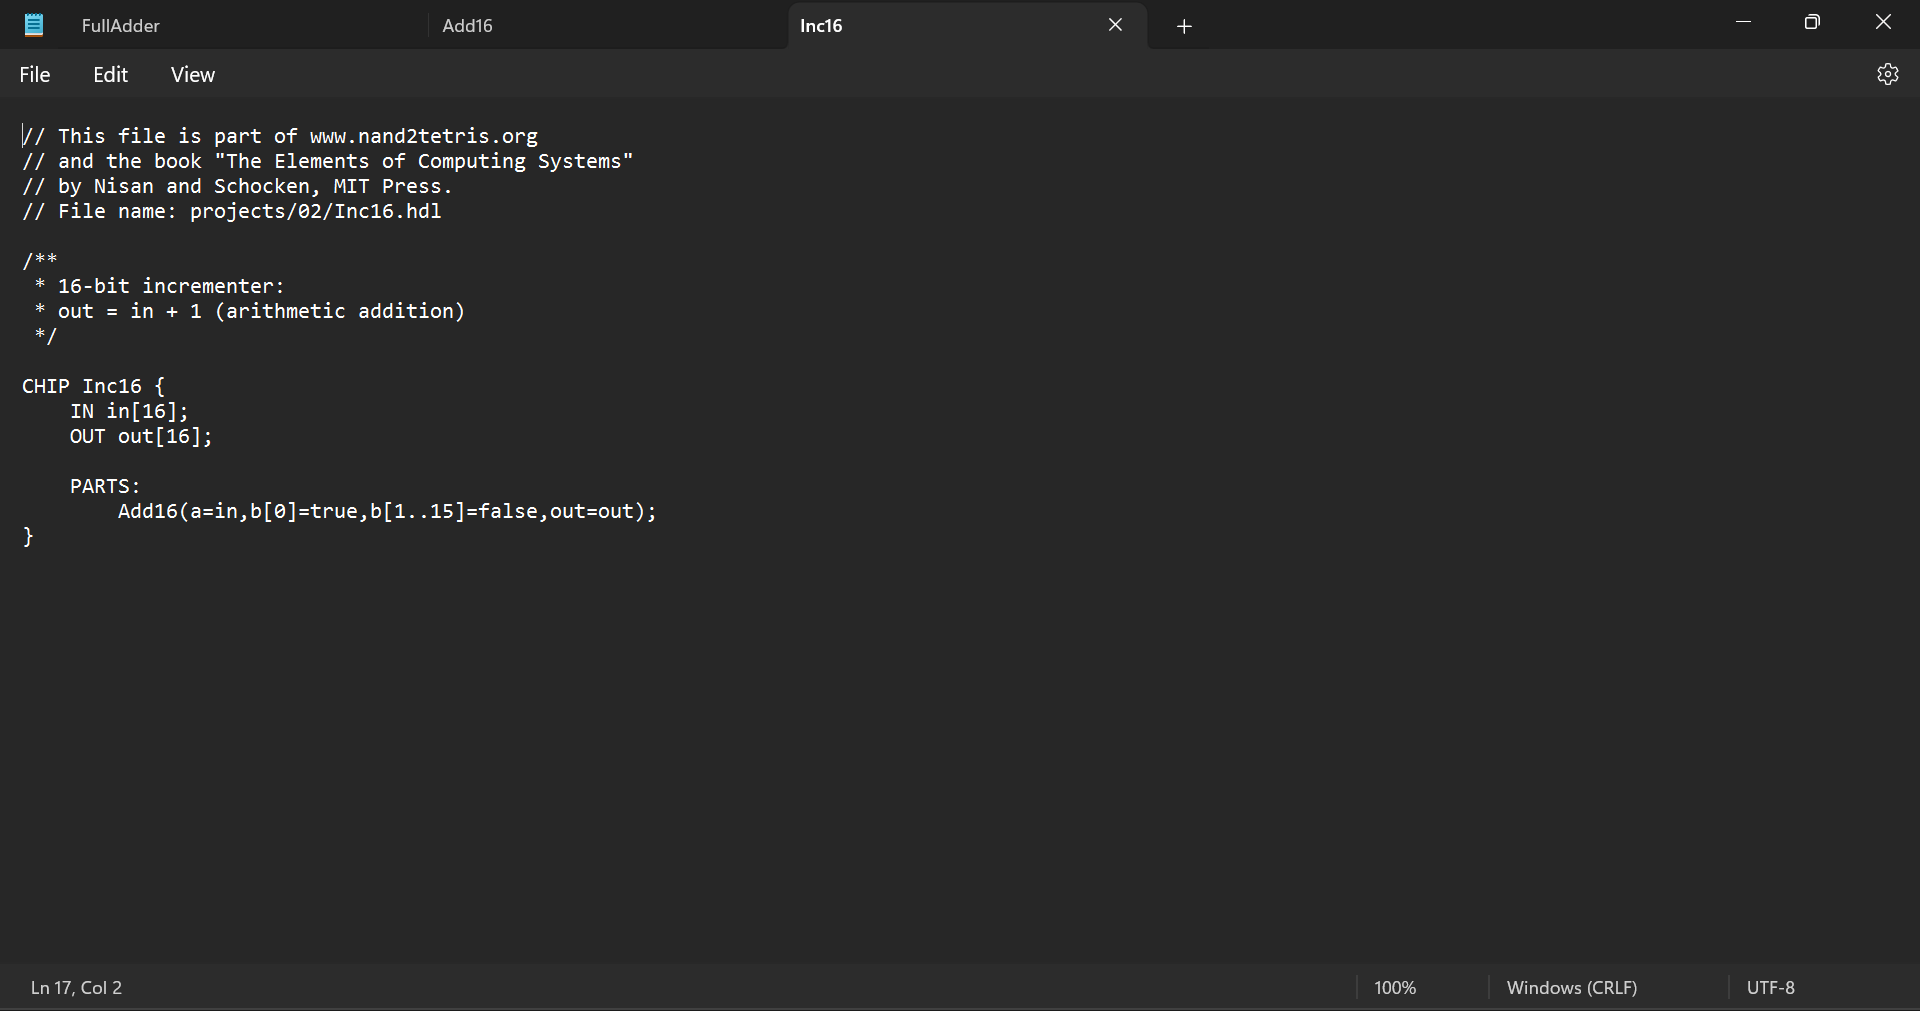 FullAdder
Add16
Inc16
File Edit View
// This file is part of www.nand2tetris.org
// and the book "The Elements of Computing Systems"
// by Nisan and Schocken, MIT Press.
// File name: projects/02/Inc16.hdl

/**
 * 16-bit incrementer:
 * out = in + 1 (arithmetic addition)
 */

CHIP Inc16 {
    IN in[16];
    OUT out[16];

    PARTS:
        Add16(a=in,b[0]=true,b[1..15]=false,out=out);
}
Ln 17, Col 2
100%
Windows (CRLF)
UTF-8